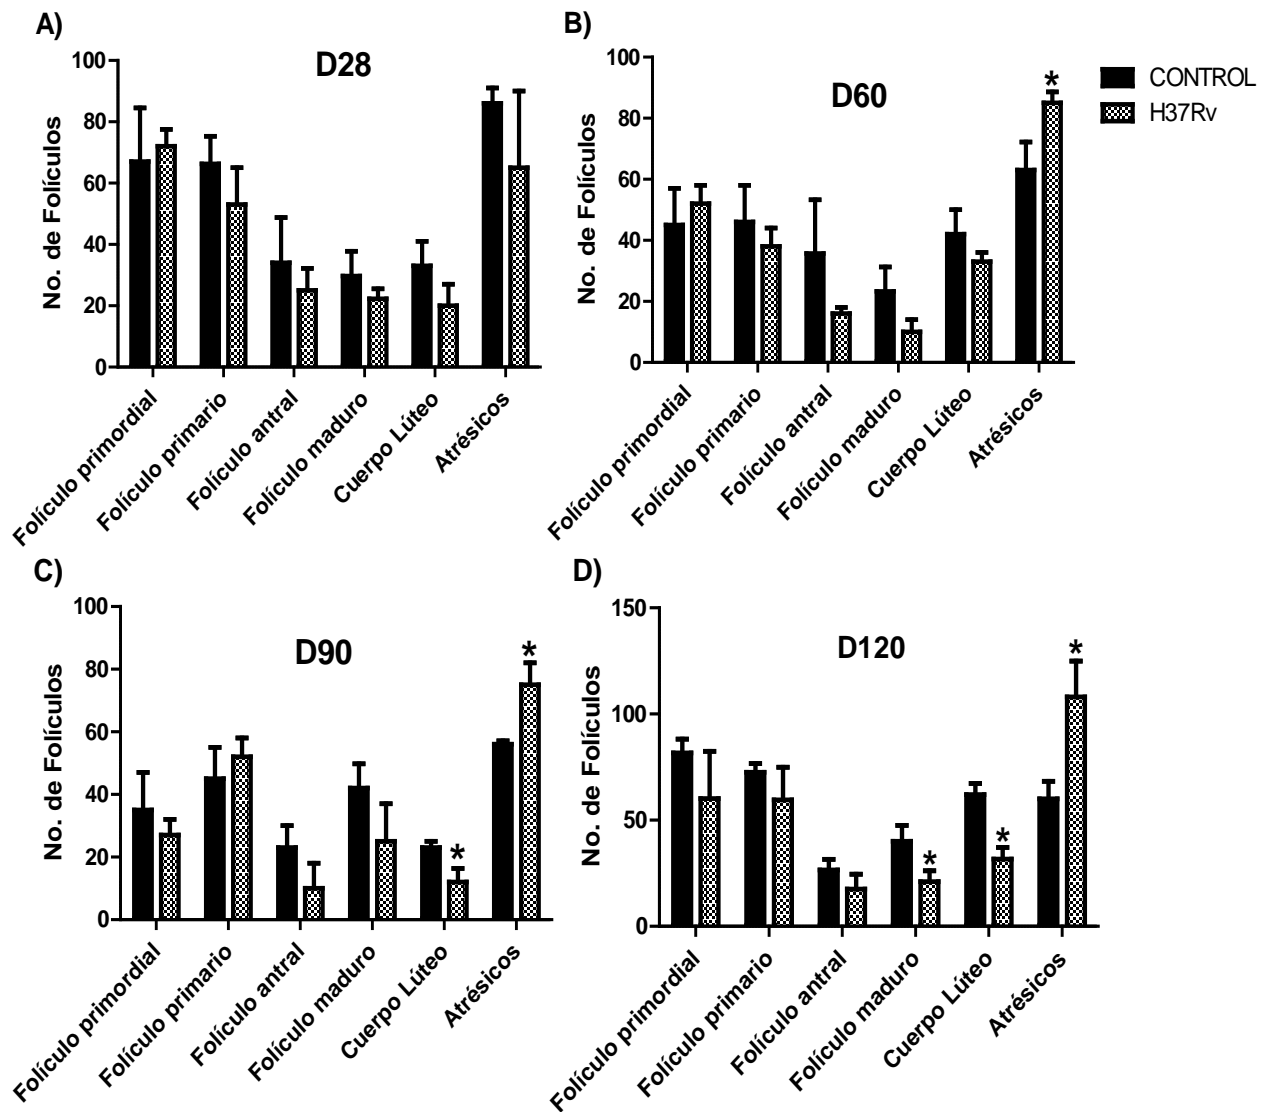 A)
D28
No. de Folículos
100
80
60
40
20
0
Folículo primordial
Folículo primario
Folículo antral
Folículo maduro
Cuerpo Lúteo
Atrésicos
B)
D60
No. de Folículos
100
80
60
40
20
0
*
Folículo primordial
Folículo primario
Folículo antral
Folículo maduro
Cuerpo Lúteo
Atrésicos
CONTROL
H37Rv
C)
D90
No. de Folículos
100
80
60
40
20
0
*
*
Folículo primordial
Folículo primario
Folículo antral
Folículo maduro
Cuerpo Lúteo
Atrésicos
D)
D120
No. de Folículos
150
100
50
0
*
*
*
Folículo primordial
Folículo primario
Folículo antral
Folículo maduro
Cuerpo Lúteo
Atrésicos